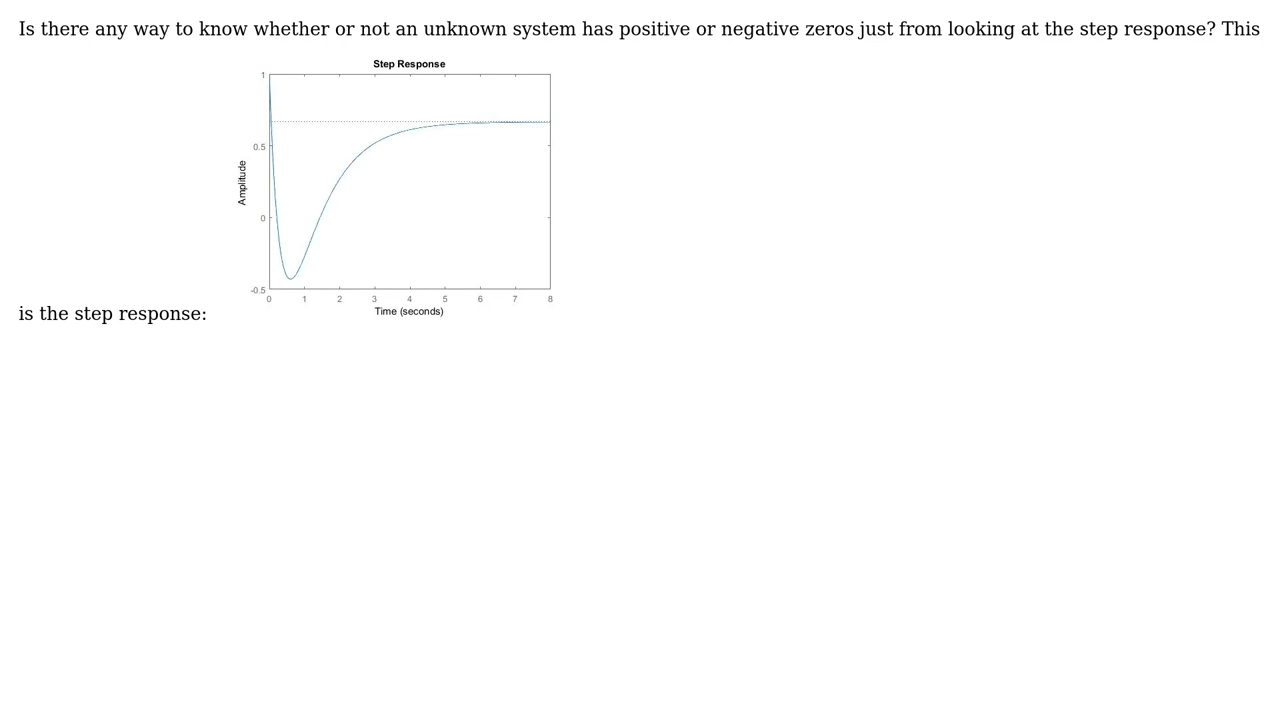 Is there any way to know whether or not an unknown system has positive or negative zeros just from looking at the step response? This
Step Response
1
0.5
0
-0.5
Amplitude
0 1 2 3 4 5 6 7 8
Time (seconds)
is the step response: